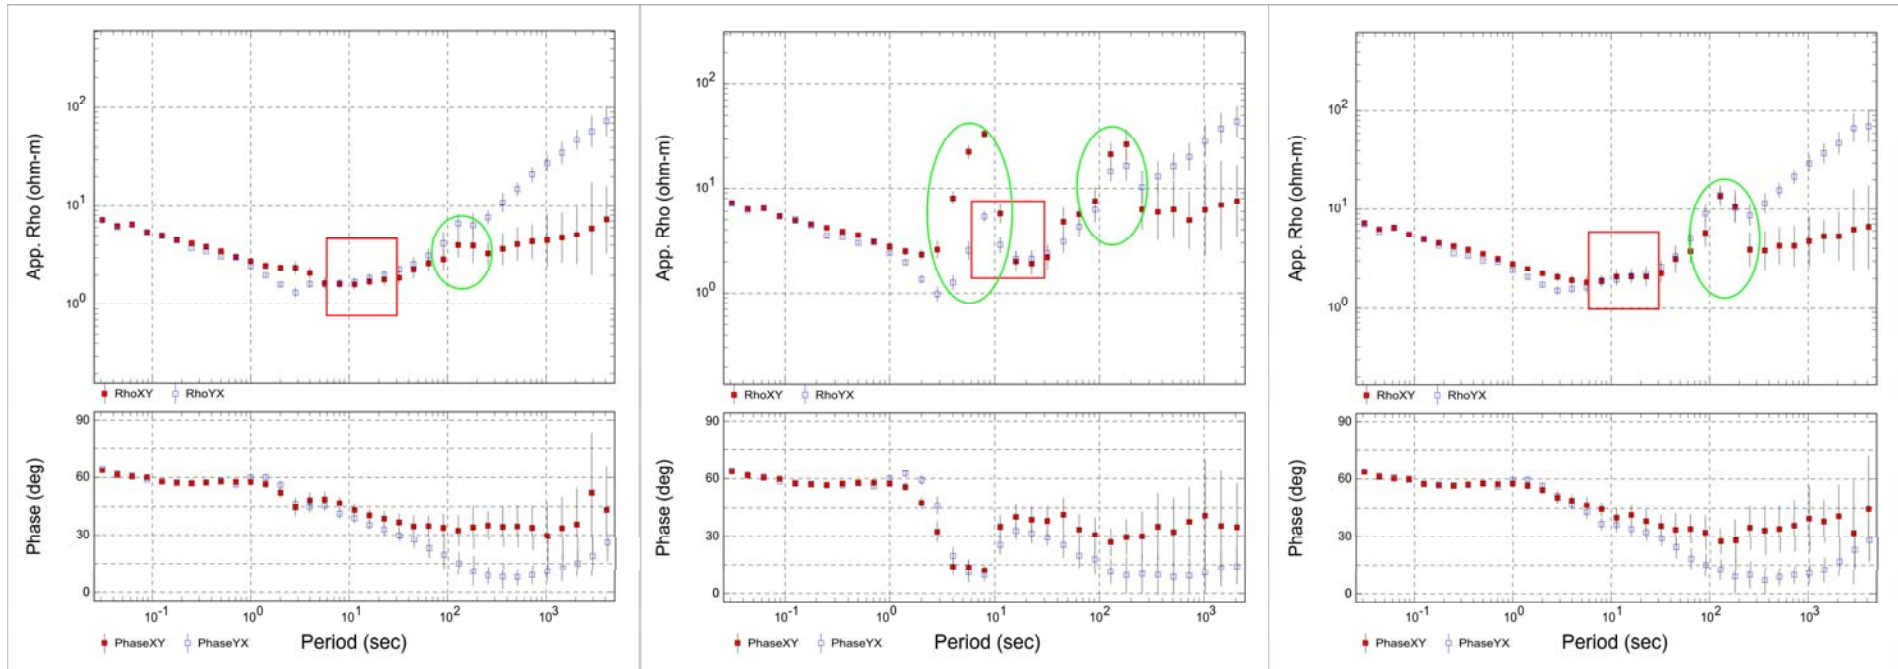 App. Rho (ohm-m)
10²
10¹
10⁰
RhoXY RhoYX
Phase (deg)
90
60
30
0
10⁻¹ 10⁰ 10¹ 10² 10³
PhaseXY PhaseYX Period (sec)
App. Rho (ohm-m)
10²
10¹
10⁰
RhoXY RhoYX
Phase (deg)
90
60
30
0
10⁻¹ 10⁰ 10¹ 10² 10³
PhaseXY PhaseYX Period (sec)
App. Rho (ohm-m)
10²
10¹
10⁰
RhoXY RhoYX
Phase (deg)
90
60
30
0
10⁻¹ 10⁰ 10¹ 10² 10³
PhaseXY PhaseYX Period (sec)